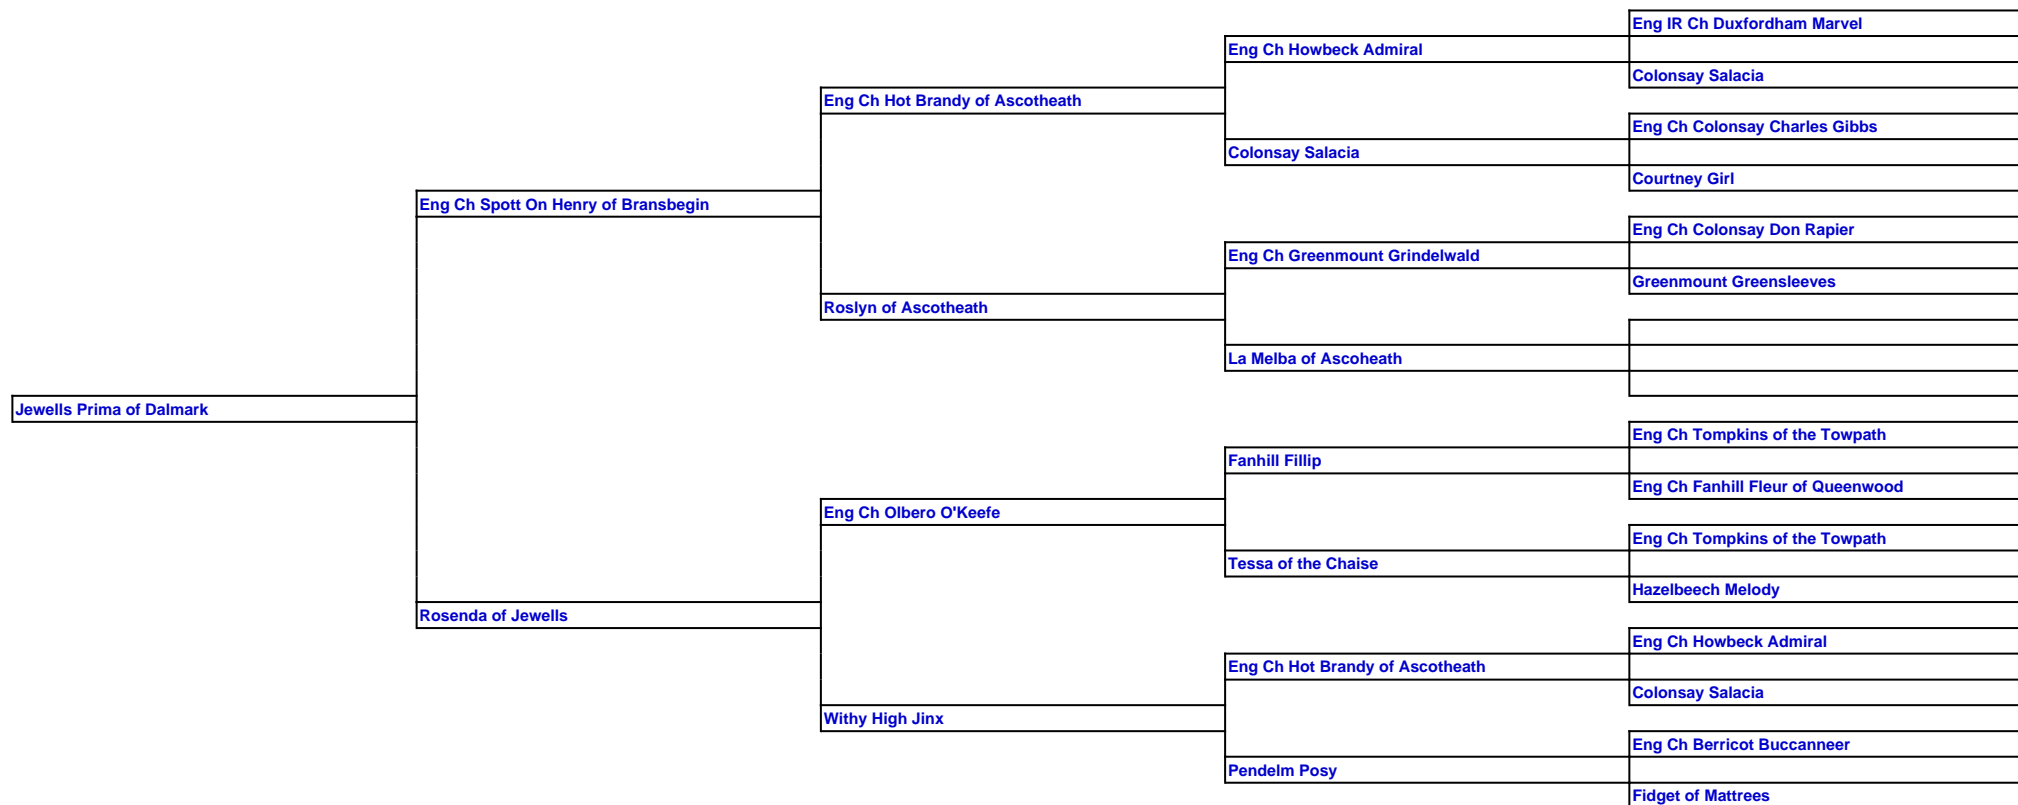 Eng IR Ch Duxfordham Marvel
Eng Ch Howbeck Admiral
Colonsay Salacia
Eng Ch Hot Brandy of Ascotheath
Eng Ch Colonsay Charles Gibbs
Colonsay Salacia
Courtney Girl
Eng Ch Spott On Henry of Bransbegin
Eng Ch Colonsay Don Rapier
Eng Ch Greenmount Grindelwald
Greenmount Greensleeves
Roslyn of Ascotheath
La Melba of Ascoheath
Jewells Prima of Dalmark
Eng Ch Tompkins of the Towpath
Fanhill Fillip
Eng Ch Fanhill Fleur of Queenwood
Eng Ch Olbero O'Keefe
Eng Ch Tompkins of the Towpath
Tessa of the Chaise
Hazelbeech Melody
Rosenda of Jewells
Eng Ch Howbeck Admiral
Eng Ch Hot Brandy of Ascotheath
Colonsay Salacia
Withy High Jinx
Eng Ch Berricot Buccanneer
Pendelm Posy
Fidget of Mattrees